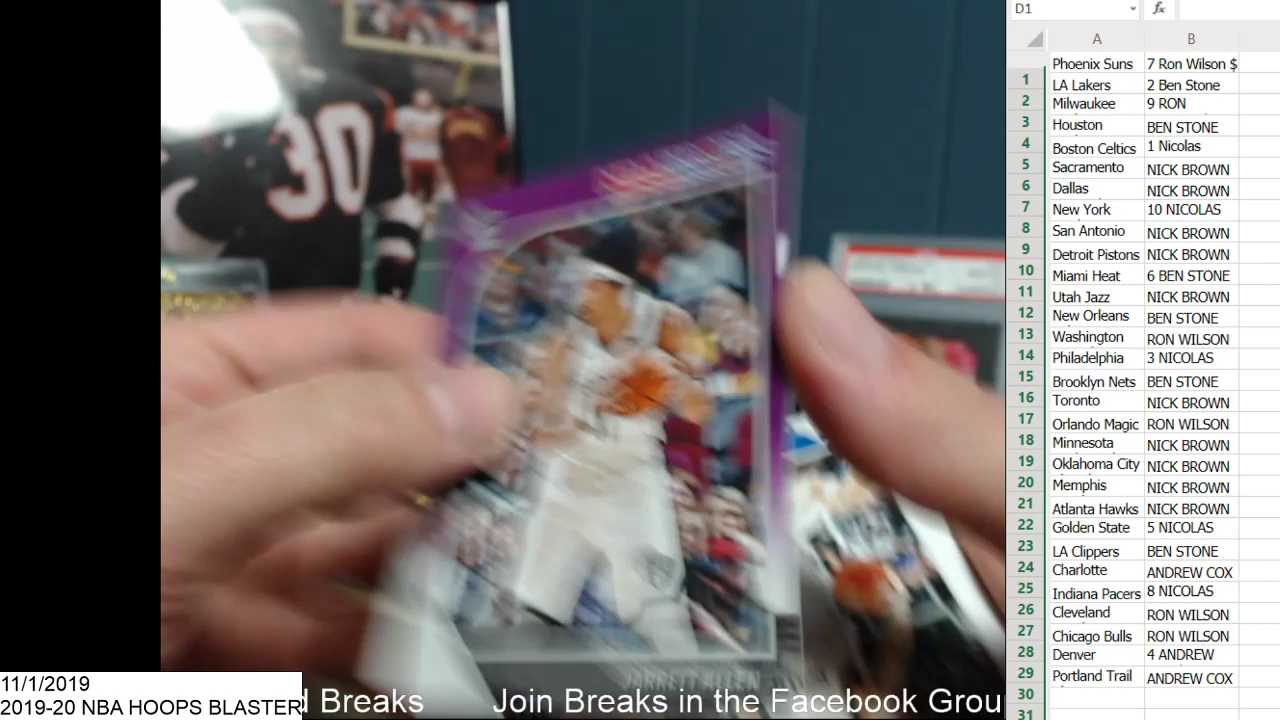 D1
fx
A B
Phoenix Suns 7 Ron Wilson $
1 LA Lakers 2 Ben Stone
2 Milwaukee 9 RON
3 Houston BEN STONE
4 Boston Celtics 1 Nicolas
5 Sacramento NICK BROWN
6 Dallas NICK BROWN
7 New York 10 NICOLAS
8 San Antonio NICK BROWN
9 Detroit Pistons NICK BROWN
10 Miami Heat 6 BEN STONE
11 Utah Jazz NICK BROWN
12 New Orleans BEN STONE
13 Washington RON WILSON
14 Philadelphia 3 NICOLAS
15 Brooklyn Nets BEN STONE
16 Toronto NICK BROWN
17 Orlando Magic RON WILSON
18 Minnesota NICK BROWN
19 Oklahoma City NICK BROWN
20 Memphis NICK BROWN
21 Atlanta Hawks NICK BROWN
22 Golden State 5 NICOLAS
23 LA Clippers BEN STONE
24 Charlotte ANDREW COX
25 Indiana Pacers 8 NICOLAS
26 Cleveland RON WILSON
27 Chicago Bulls RON WILSON
28 Denver 4 ANDREW
29 Portland Trail ANDREW COX
30
31
30
JARRETT ALLEN
11/1/2019
2019-20 NBA HOOPS BLASTER
d Breaks Join Breaks in the Facebook Grou